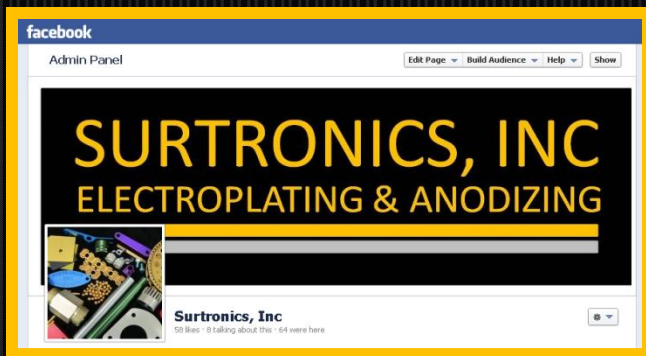 facebook
Admin Panel
Edit Page Build Audience Help Show
SURTRONICS, INC
ELECTROPLATING & ANODIZING
Surtronics, Inc
58 likes · 8 talking about this · 64 were here